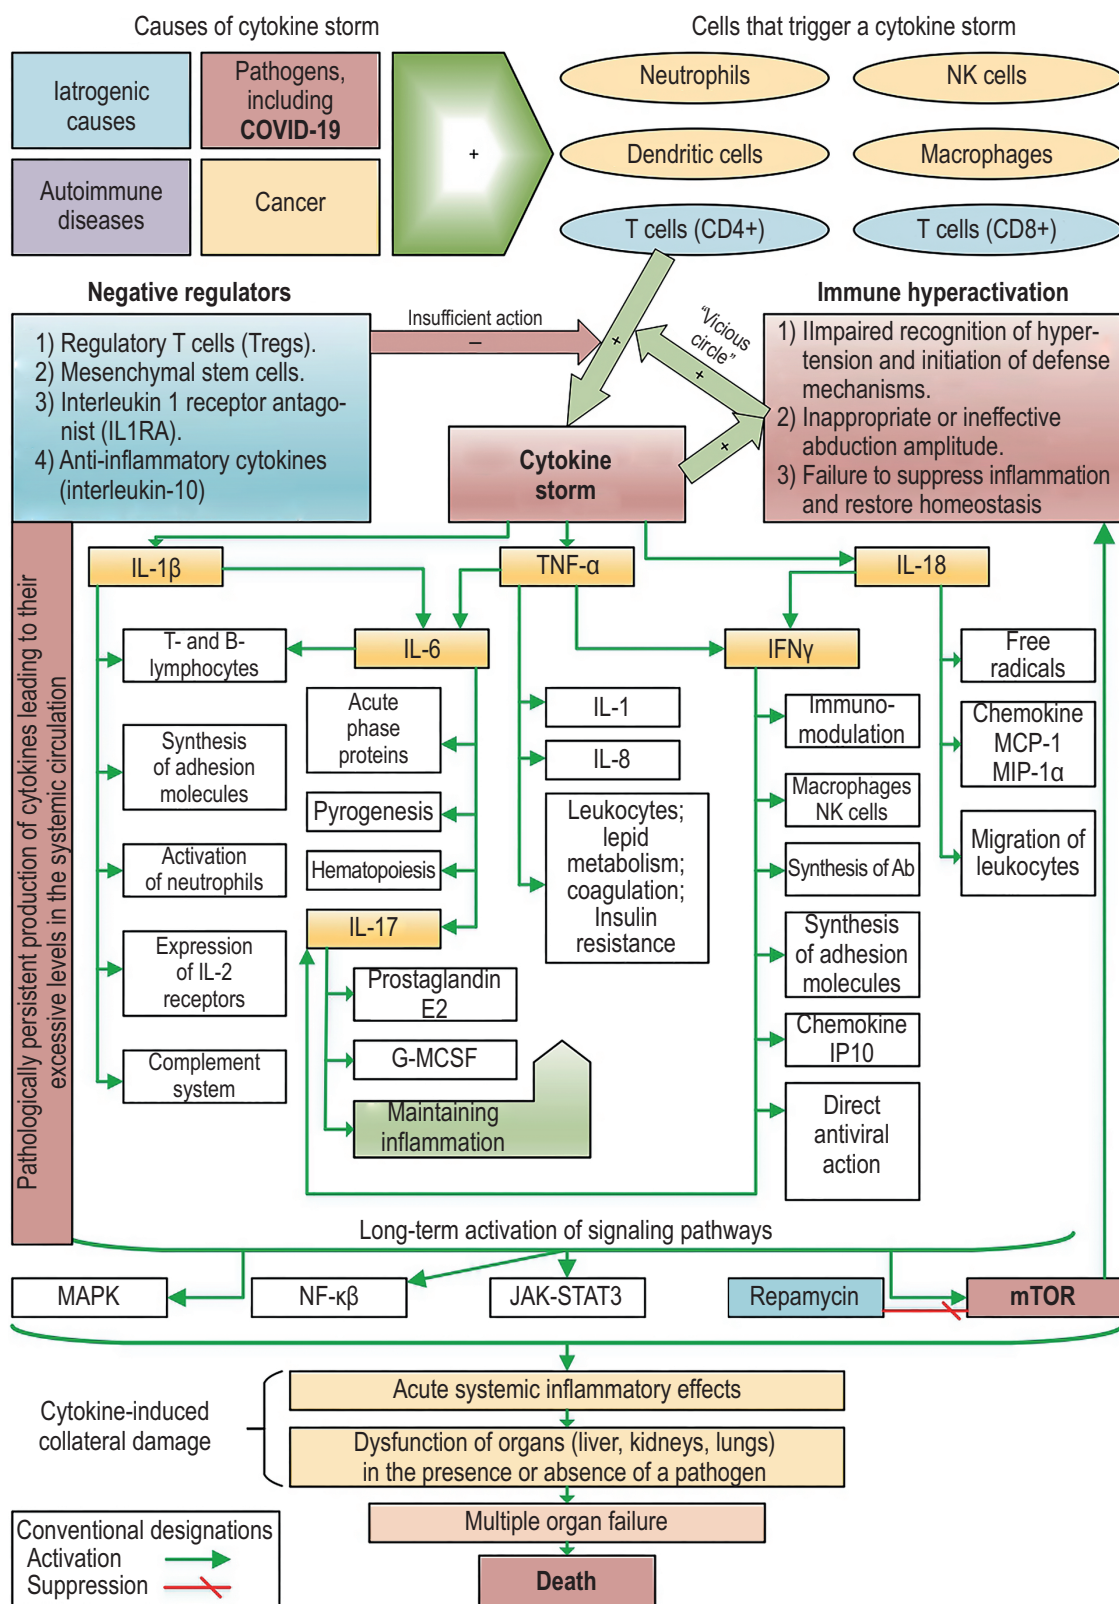 Causes of cytokine storm
Cells that trigger a cytokine storm
Iatrogenic
causes
Pathogens,
including
COVID-19
Autoimmune
diseases
Cancer
+
Neutrophils
NK cells
Dendritic cells
Macrophages
T cells (CD4+)
T cells (CD8+)
Negative regulators
1) Regulatory T cells (Tregs).
2) Mesenchymal stem cells.
3) Interleukin 1 receptor antago-
nist (IL1RA).
4) Anti-inflammatory cytokines
(interleukin-10)
Insufficient action
–
+
"Vicious
circle"
+
+
Immune hyperactivation
1) IImpaired recognition of hyper-
tension and initiation of defense
mechanisms.
2) Inappropriate or ineffective
abduction amplitude.
3) Failure to suppress inflammation
and restore homeostasis
Cytokine
storm
Pathologically persistent production of cytokines leading to their
excessive levels in the systemic circulation
IL-1β
TNF-α
IL-18
T- and B-
lymphocytes
IL-6
IFNγ
Free
radicals
Synthesis
of adhesion
molecules
Acute
phase
proteins
IL-1
IL-8
Immuno-
modulation
Chemokine
MCP-1
MIP-1α
Pyrogenesis
Macrophages
NK cells
Leukocytes;
lepid
metabolism;
coagulation;
Insulin
resistance
Migration of
leukocytes
Activation
of neutrophils
Hematopoiesis
Synthesis of Ab
IL-17
Expression
of IL-2
receptors
Synthesis
of adhesion
molecules
Prostaglandin
E2
Chemokine
IP10
G-MCSF
Complement
system
Maintaining
inflammation
Direct
antiviral
action
Long-term activation of signaling pathways
MAPK
NF-κβ
JAK-STAT3
Repamycin
mTOR
Cytokine-induced
collateral damage
Acute systemic inflammatory effects
Dysfunction of organs (liver, kidneys, lungs)
in the presence or absence of a pathogen
Multiple organ failure
Death
Conventional designations
Activation
Suppression